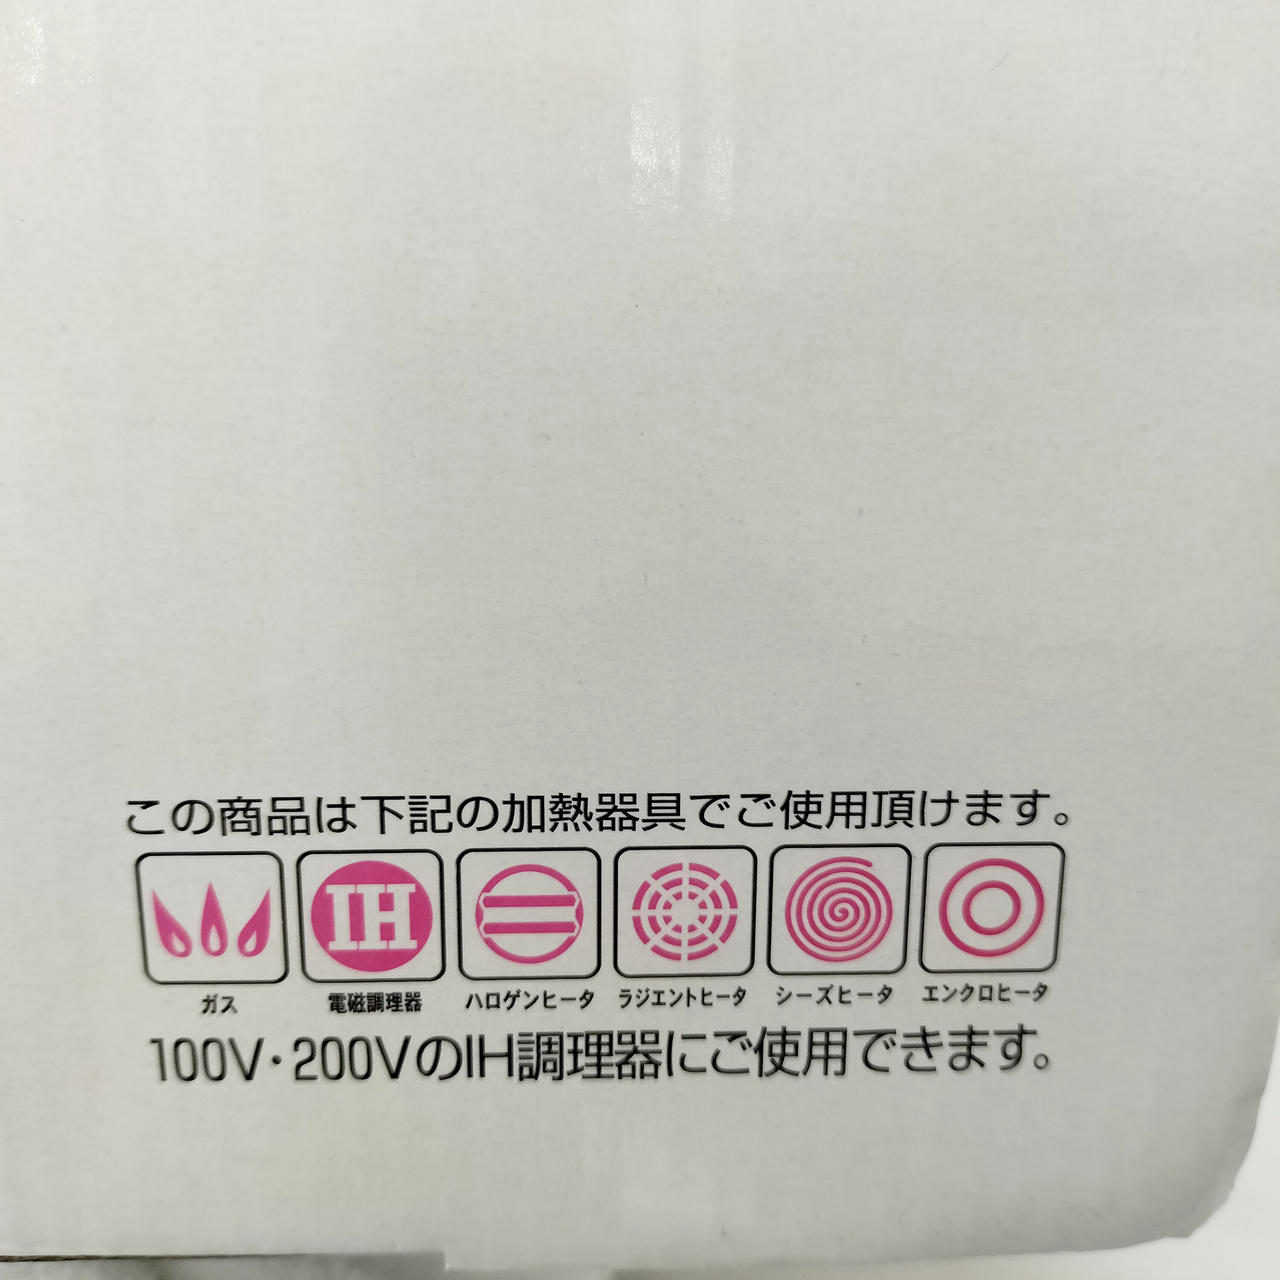 この商品は下記の加熱器具でご使用頂けます。
IH
ガス 電磁調理器 ハロゲンヒータ ラジエントヒータ シーズヒータ エンクロヒータ
100V・200VのIH調理器にご使用できます。